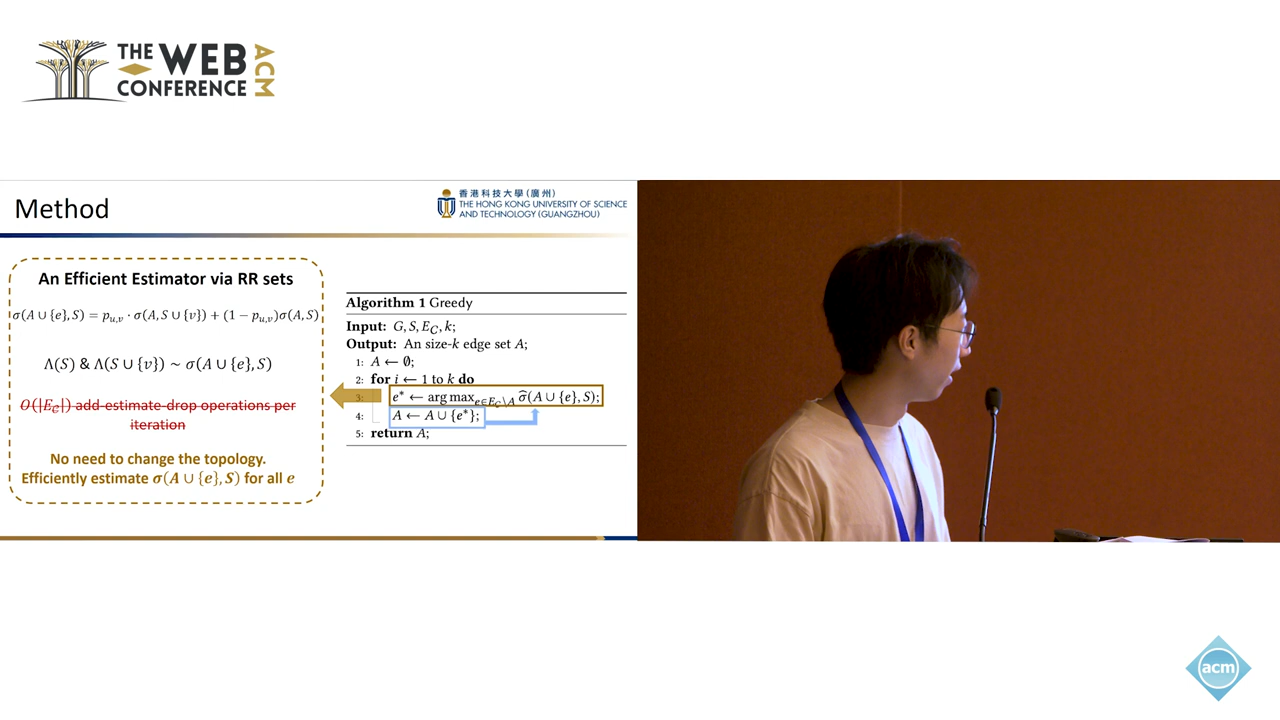 THE WEB
CONFERENCE
ACM
Method
香港科技大學(廣州)
THE HONG KONG UNIVERSITY OF SCIENCE
AND TECHNOLOGY (GUANGZHOU)
An Efficient Estimator via RR sets
σ(A ∪ {e}, S) = p_{u,v} · σ(A, S ∪ {v}) + (1 − p_{u,v})σ(A, S)
Λ(S) & Λ(S ∪ {v}) ~ σ(A ∪ {e}, S)
O(|E_C|) add-estimate-drop operations per
iteration
No need to change the topology.
Efficiently estimate σ(A ∪ {e}, S) for all e
Algorithm 1 Greedy
Input: G, S, E_C, k;
Output: An size-k edge set A;
1: A ← ∅;
2: for i ← 1 to k do
3: e* ← arg max_{e∈E_C\A} σ̂(A ∪ {e}, S);
4: A ← A ∪ {e*};
5: return A;
acm